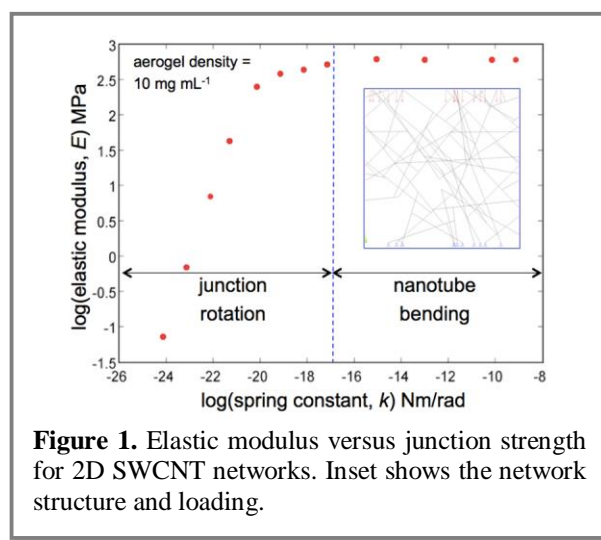 aerogel density =
10 mg mL⁻¹
log(elastic modulus, E) MPa
3
2.5
2
1.5
1
0.5
0
-0.5
-1
-1.5
junction
rotation
nanotube
bending
-26 -24 -22 -20 -18 -16 -14 -12 -10 -8
log(spring constant, k) Nm/rad
Figure 1. Elastic modulus versus junction strength
for 2D SWCNT networks. Inset shows the network
structure and loading.